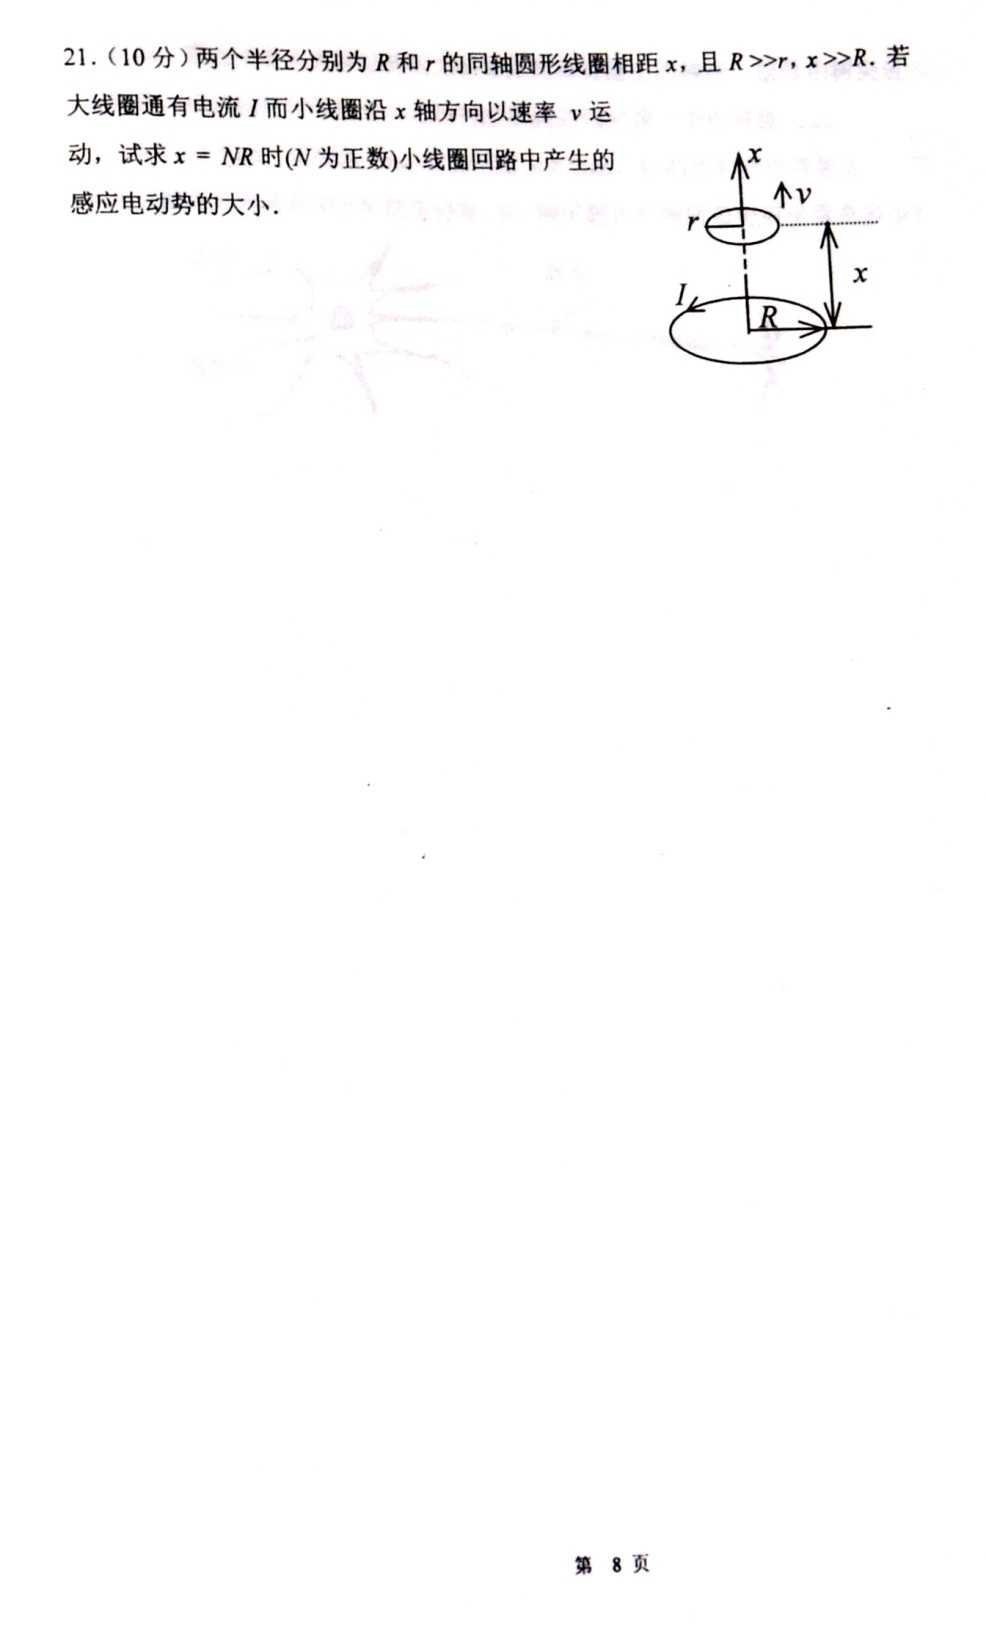 21.（10 分）两个半径分别为 R 和 r 的同轴圆形线圈相距 x，且 R>>r，x>>R．若
大线圈通有电流 I 而小线圈沿 x 轴方向以速率 v 运
动，试求 x = NR 时(N 为正数)小线圈回路中产生的
感应电动势的大小．
x
v
r
x
I
R
第 8 页